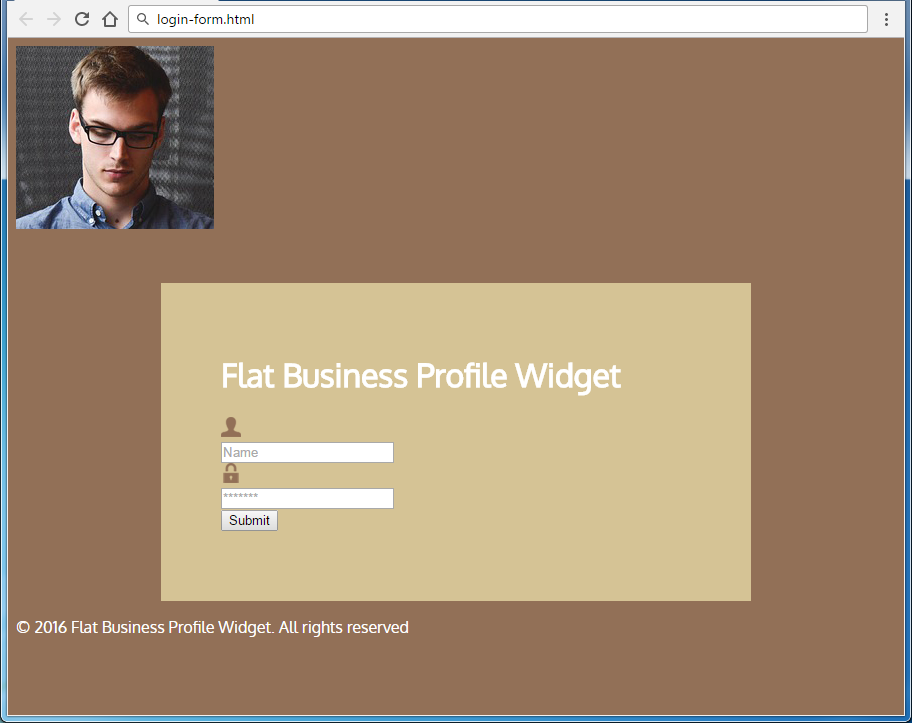 login-form.html
Flat Business Profile Widget
Name
*******
Submit
© 2016 Flat Business Profile Widget. All rights reserved